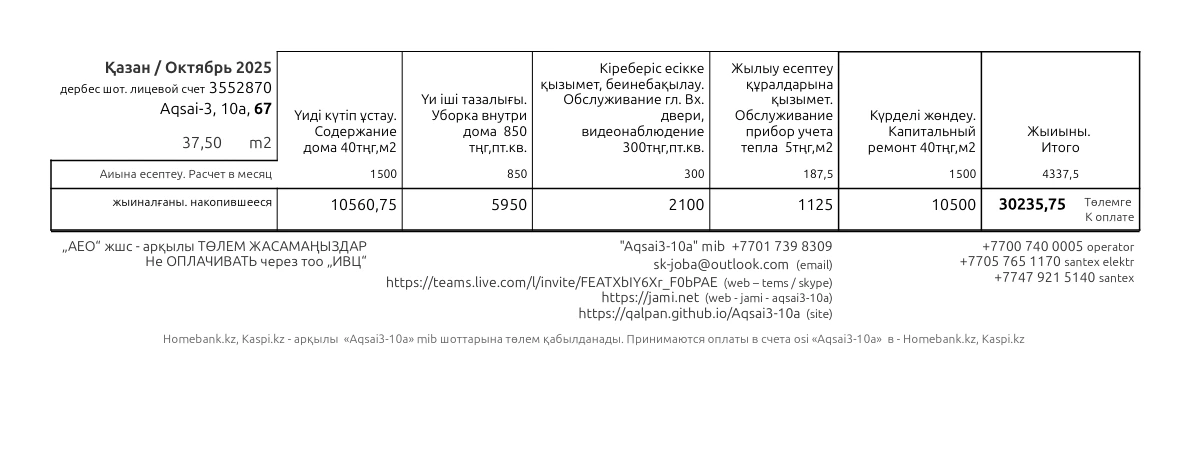 Қазан / Октябрь 2025
дербес шот. лицевой счет 3552870
Aqsai-3, 10a, 67
37,50 m2
Үиді күтіп ұстау.
Содержание
дома 40тңг,м2
Үи іші тазалығы.
Уборка внутри
дома 850
тңг,пт.кв.
Кіреберіс есікке
қызымет, беинебақылау.
Обслуживание гл. Вх.
двери,
видеонаблюдение
300тңг,пт.кв.
Жылыу есептеу
құралдарына
қызымет.
Обслуживание
прибор учета
тепла 5тңг,м2
Күрделі жөндеу.
Капитальный
ремонт 40тңг,м2
Жыиыны.
Итого
Аиына есептеу. Расчет в месяц 1500 850 300 187,5 1500 4337,5
жыиналғаны. накопившееся 10560,75 5950 2100 1125 10500 30235,75 Төлемге
К оплате
„АЕО“ жшс - арқылы ТӨЛЕМ ЖАСАМАҢЫЗДАР
Не ОПЛАЧИВАТЬ через тоо „ИВЦ“
"Aqsai3-10a" mib +7701 739 8309
sk-joba@outlook.com (email)
https://teams.live.com/l/invite/FEATXbIY6Xr_F0bPAE (web – tems / skype)
https://jami.net (web - jami - aqsai3-10a)
https://qalpan.github.io/Aqsai3-10a (site)
+7700 740 0005 operator
+7705 765 1170 santex elektr
+7747 921 5140 santex
Homebank.kz, Kaspi.kz - арқылы «Aqsai3-10a» mib шоттарына төлем қабылданады. Принимаются оплаты в счета osi «Aqsai3-10a» в - Homebank.kz, Kaspi.kz